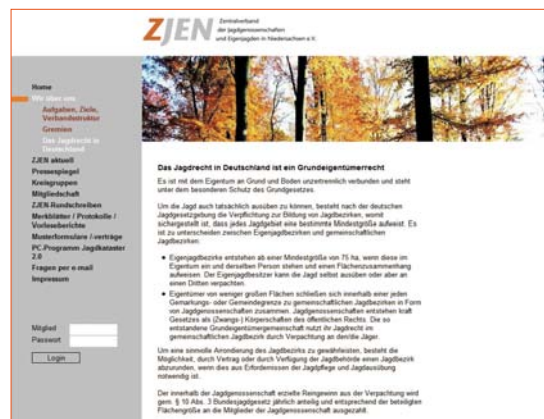 ZJEN
Zentralverband
der Jagdgenossenschaften
und Eigenjagden in Niedersachsen e.V.
Home
Wir über uns
Aufgaben, Ziele,
Verbandsstruktur
Gremien
Das Jagdrecht in
Deutschland
ZJEN aktuell
Pressespiegel
Kreisgruppen
Mitgliedschaft
ZJEN-Rundschreiben
Merkblätter / Protokolle /
Vorleseberichte
Musterformulare /-verträge
PC-Programm Jagdkataster
2.0
Fragen per e-mail
Impressum
Mitglied
Passwort
Login
Das Jagdrecht in Deutschland ist ein Grundeigentümerrecht
Es ist mit dem Eigentum an Grund und Boden unzertrennlich verbunden und steht
unter dem besonderen Schutz des Grundgesetzes.
Um die Jagd auch tatsächlich ausüben zu können, besteht nach der deutschen
Jagdgesetzgebung die Verpflichtung zur Bildung von Jagdbezirken, womit
sichergestellt ist, dass jedes Jagdgebiet eine bestimmte Mindestgröße aufweist. Es
ist zu unterscheiden zwischen Eigenjagdbezirken und gemeinschaftlichen
Jagdbezirken:
• Eigenjagdbezirke entstehen ab einer Mindestgröße von 75 ha, wenn diese im
Eigentum ein und derselben Person stehen und einen Flächenzusammenhang
aufweisen. Der Eigenjagdbesitzer kann die Jagd selbst ausüben oder aber an
einen Dritten verpachten.
• Eigentümer von weniger großen Flächen schließen sich innerhalb einer jeden
Gemarkungs- oder Gemeindegrenze zu gemeinschaftlichen Jagdbezirken in Form
von Jagdgenossenschaften zusammen. Jagdgenossenschaften entstehen kraft
Gesetzes als (Zwangs-) Körperschaften des öffentlichen Rechts. Die so
entstandene Grundeigentümergemeinschaft nutzt ihr Jagdrecht im
gemeinschaftlichen Jagdbezirk durch Verpachtung an den/die Jäger.
Um eine sinnvolle Arrondierung des Jagdbezirks zu gewährleisten, besteht die
Möglichkeit, durch Vertrag oder durch Verfügung der Jagdbehörde einen Jagdbezirk
abzurunden, wenn dies aus Erfordernissen der Jagdpflege und Jagdausübung
notwendig ist.
Der innerhalb der Jagdgenossenschaft erzielte Reingewinn aus der Verpachtung wird
gem. § 10 Abs. 3 Bundesjagdgesetz jährlich anteilig und entsprechend der beteiligten
Flächengröße an die Mitglieder der Jagdgenossenschaft ausgezahlt.